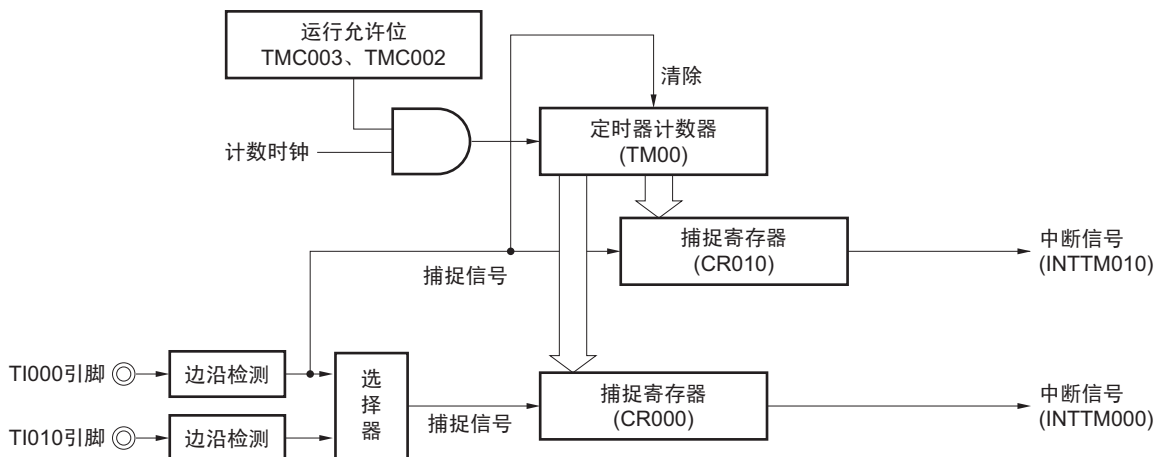 运行允许位
TMC003、TMC002
清除
定时器计数器
(TM00)
计数时钟
捕捉寄存器
(CR010)
中断信号
(INTTM010)
捕捉信号
TI000引脚
边沿检测
选择器
捕捉寄存器
(CR000)
中断信号
(INTTM000)
捕捉信号
TI010引脚
边沿检测